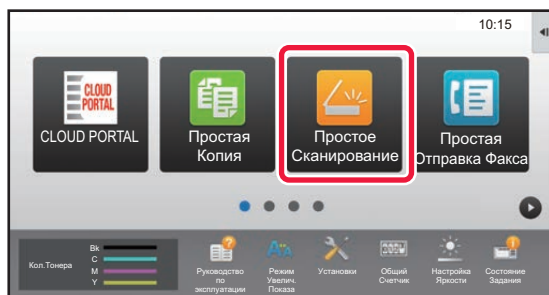 10:15
CLOUD
PORTAL
CLOUD PORTAL
Простая
Копия
Простое
Сканирование
Простая
Отправка Факса
Кол.Тонера
Bk
C
M
Y
Руководство
по
эксплуатации
Режим
Увелич.
Показа
Установки
Общий
Счетчик
Настройка
Яркости
Состояние
Задания